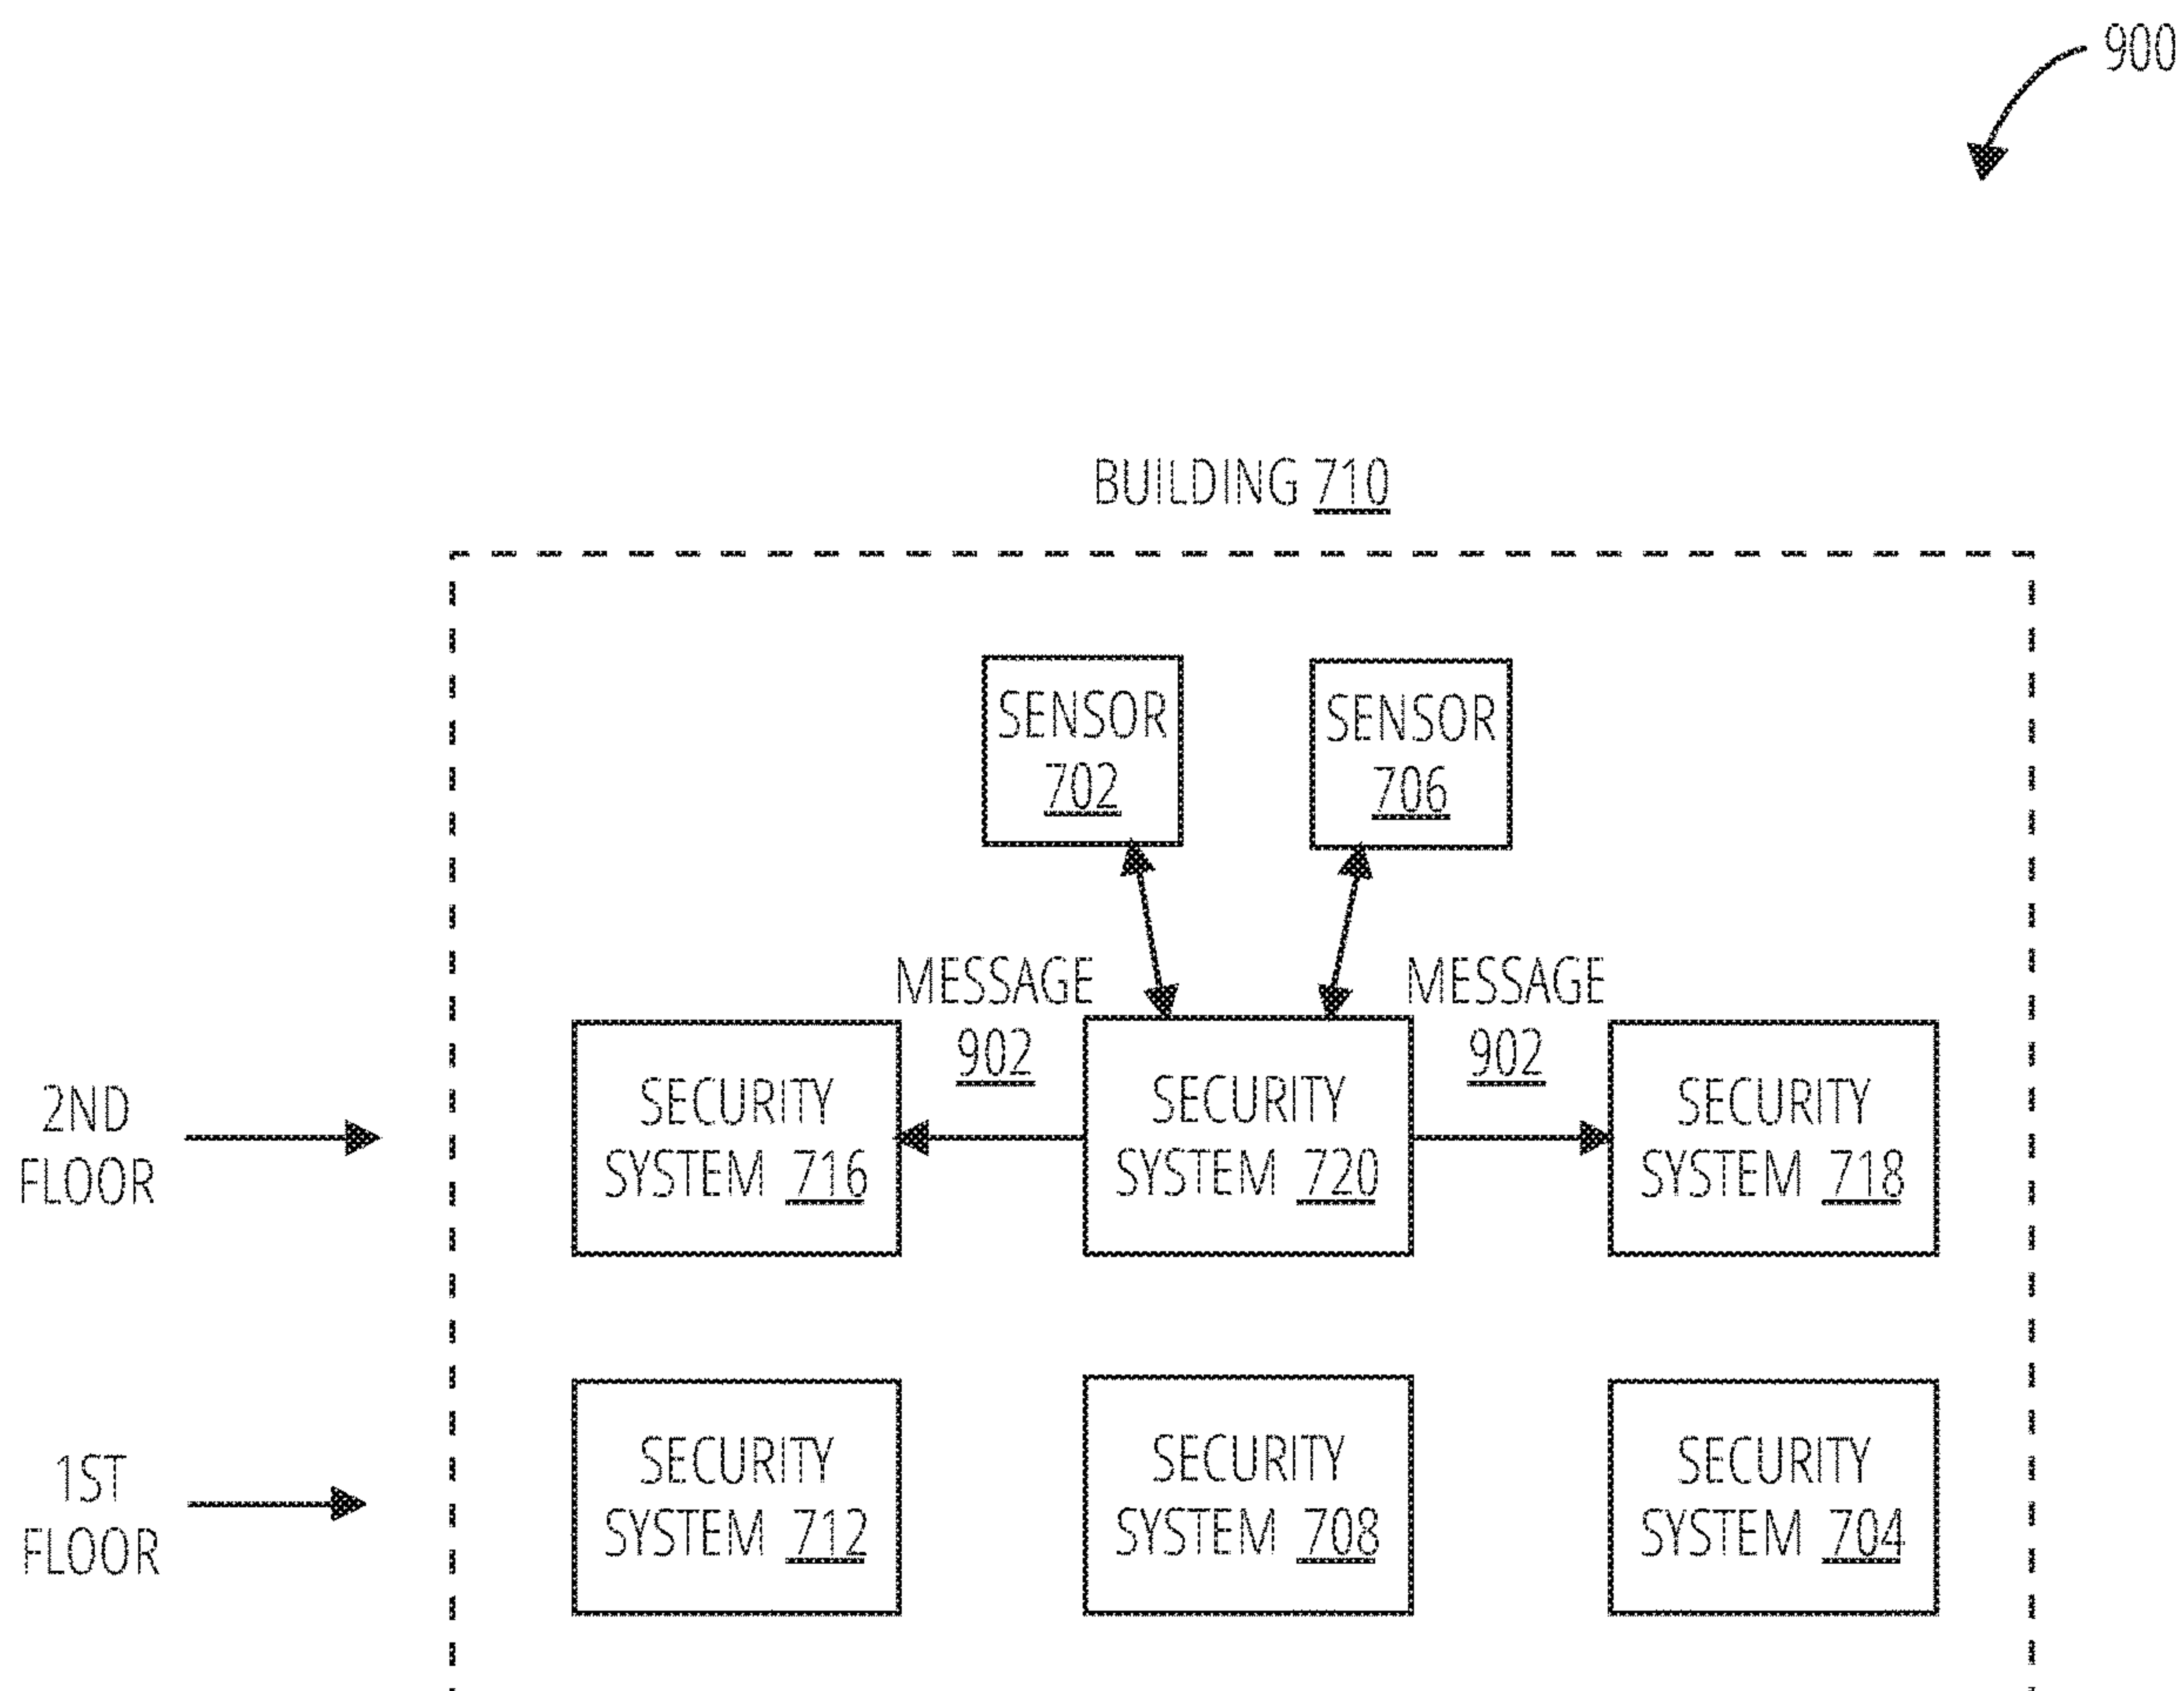 900
BUILDING 710
SENSOR
702
SENSOR
706
MESSAGE
902
MESSAGE
902
2ND
FLOOR
SECURITY
SYSTEM 716
SECURITY
SYSTEM 720
SECURITY
SYSTEM 718
1ST
FLOOR
SECURITY
SYSTEM 712
SECURITY
SYSTEM 708
SECURITY
SYSTEM 704